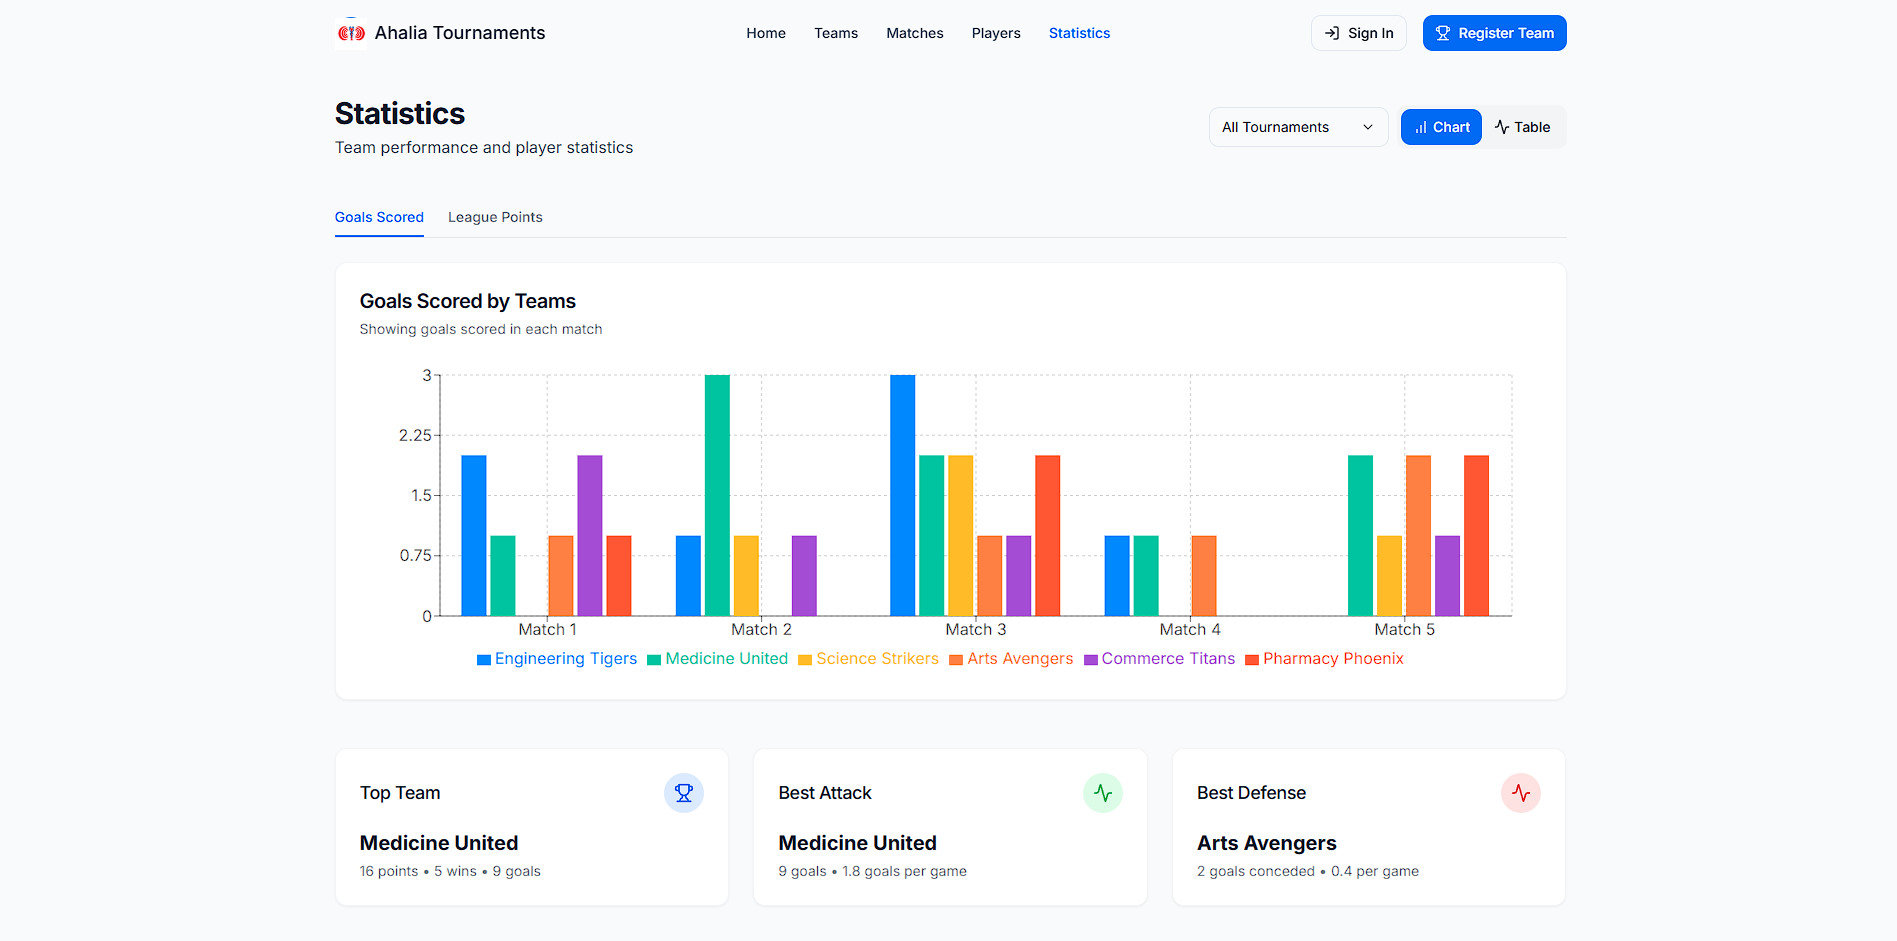 Ahalia Tournaments
Home Teams Matches Players Statistics
Sign In
Register Team
Statistics
Team performance and player statistics
All Tournaments
Chart
Table
Goals Scored League Points
Goals Scored by Teams
Showing goals scored in each match
3
2.25
1.5
0.75
0
Match 1 Match 2 Match 3 Match 4 Match 5
Engineering Tigers Medicine United Science Strikers Arts Avengers Commerce Titans Pharmacy Phoenix
Top Team
Medicine United
16 points • 5 wins • 9 goals
Best Attack
Medicine United
9 goals • 1.8 goals per game
Best Defense
Arts Avengers
2 goals conceded • 0.4 per game